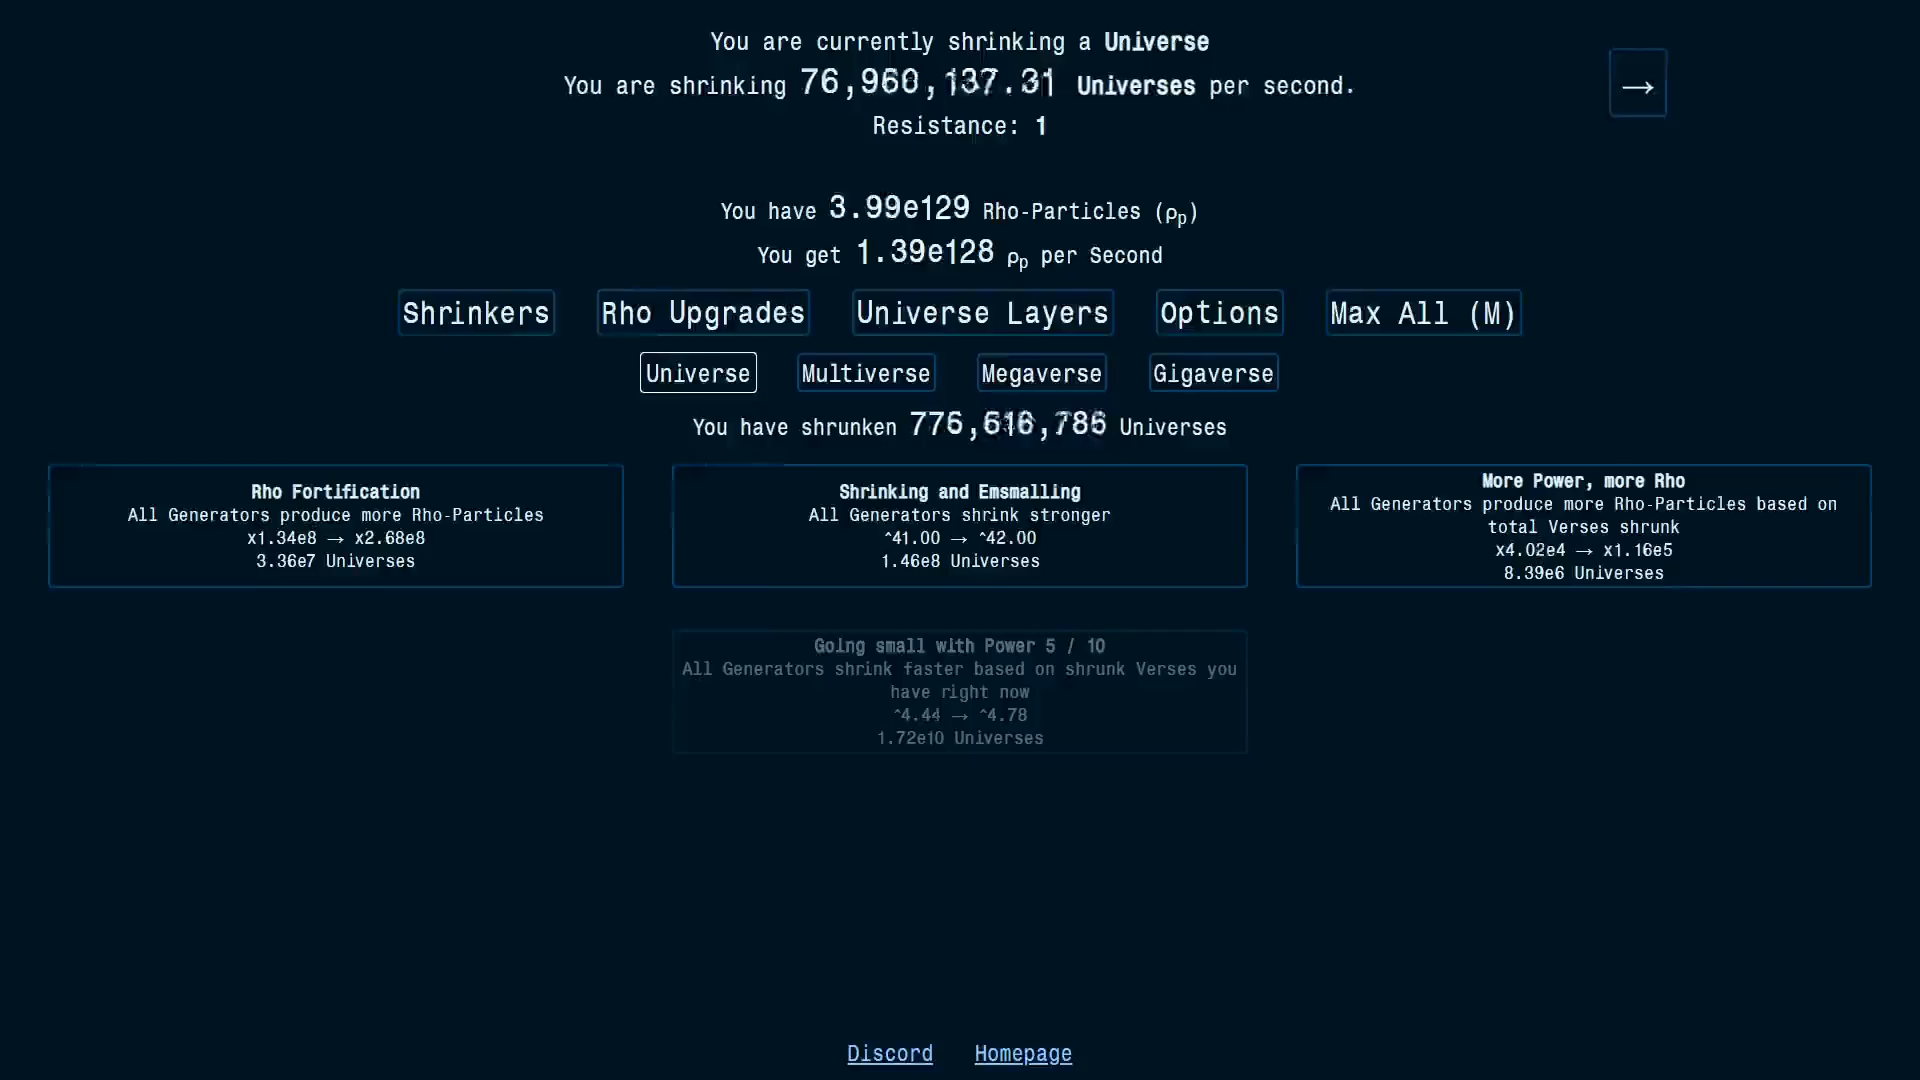 You are currently shrinking a Universe
You are shrinking 76,960,137.31 Universes per second.
→
Resistance: 1
You have 3.99e129 Rho-Particles (ρp)
You get 1.39e128 ρp per Second
Shrinkers Rho Upgrades Universe Layers Options Max All (M)
Universe Multiverse Megaverse Gigaverse
You have shrunken 776,616,786 Universes
Rho Fortification
All Generators produce more Rho-Particles
x1.34e8 → x2.68e8
3.36e7 Universes
Shrinking and Emsmalling
All Generators shrink stronger
^41.00 → ^42.00
1.46e8 Universes
More Power, more Rho
All Generators produce more Rho-Particles based on
total Verses shrunk
x4.02e4 → x1.16e5
8.39e6 Universes
Going small with Power 5 / 10
All Generators shrink faster based on shrunk Verses you
have right now
^4.44 → ^4.78
1.72e10 Universes
Discord Homepage